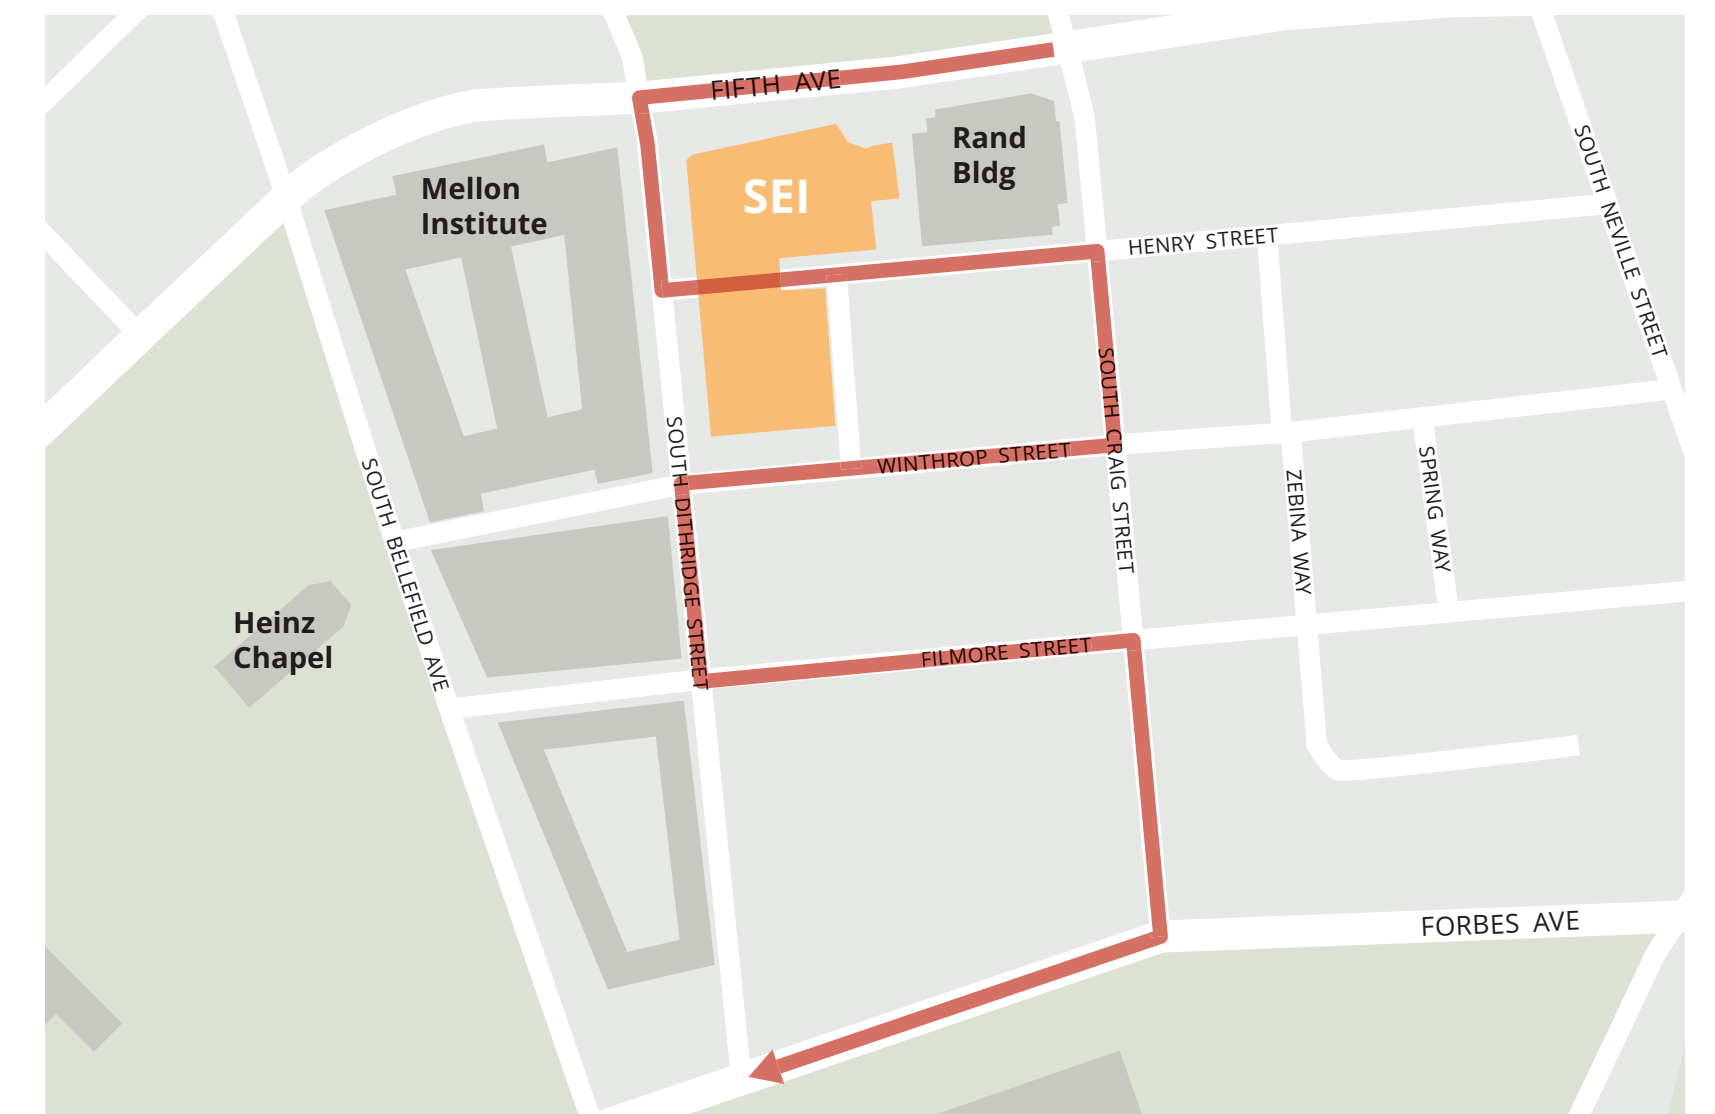 FIFTH AVE
Rand
Bldg
SEI
Mellon
Institute
HENRY STREET
SOUTH NEVILLE STREET
SOUTH CRAIG STREET
WINTHROP STREET
SOUTH DITHRIDGE STREET
SOUTH BELLEFIELD AVE
ZEBINA WAY
SPRING WAY
Heinz
Chapel
FILMORE STREET
FORBES AVE